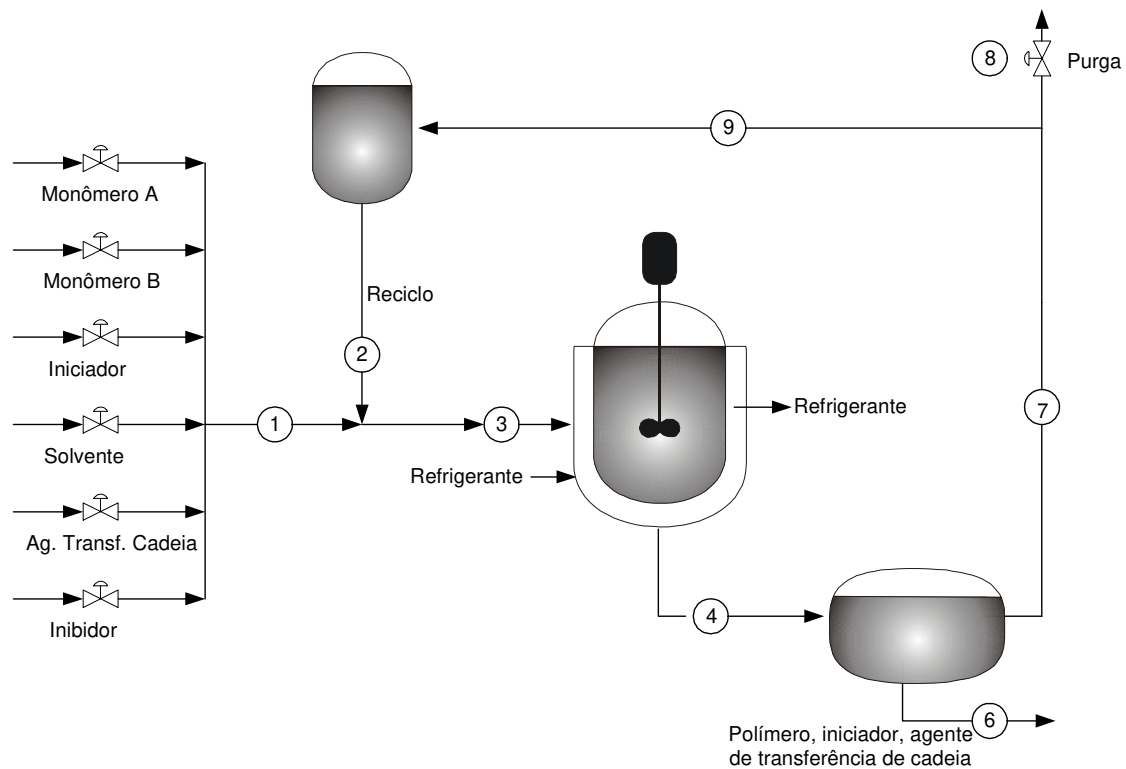 8
Purga
9
Monômero A
Monômero B
Reciclo
Iniciador
2
Refrigerante
7
1
3
Solvente
Refrigerante
Ag. Transf. Cadeia
4
Inibidor
6
Polímero, iniciador, agente
de transferência de cadeia